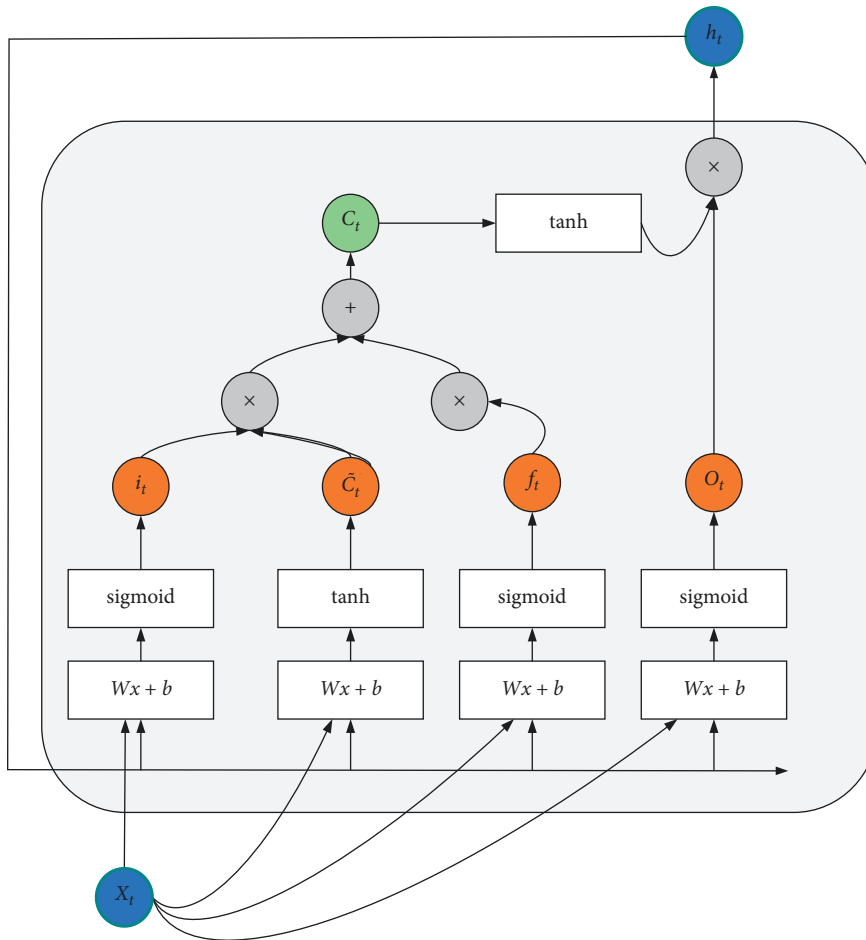 h_t
×
C_t
tanh
+
×
×
i_t
C̃_t
f_t
O_t
sigmoid
tanh
sigmoid
sigmoid
Wx + b
Wx + b
Wx + b
Wx + b
X_t